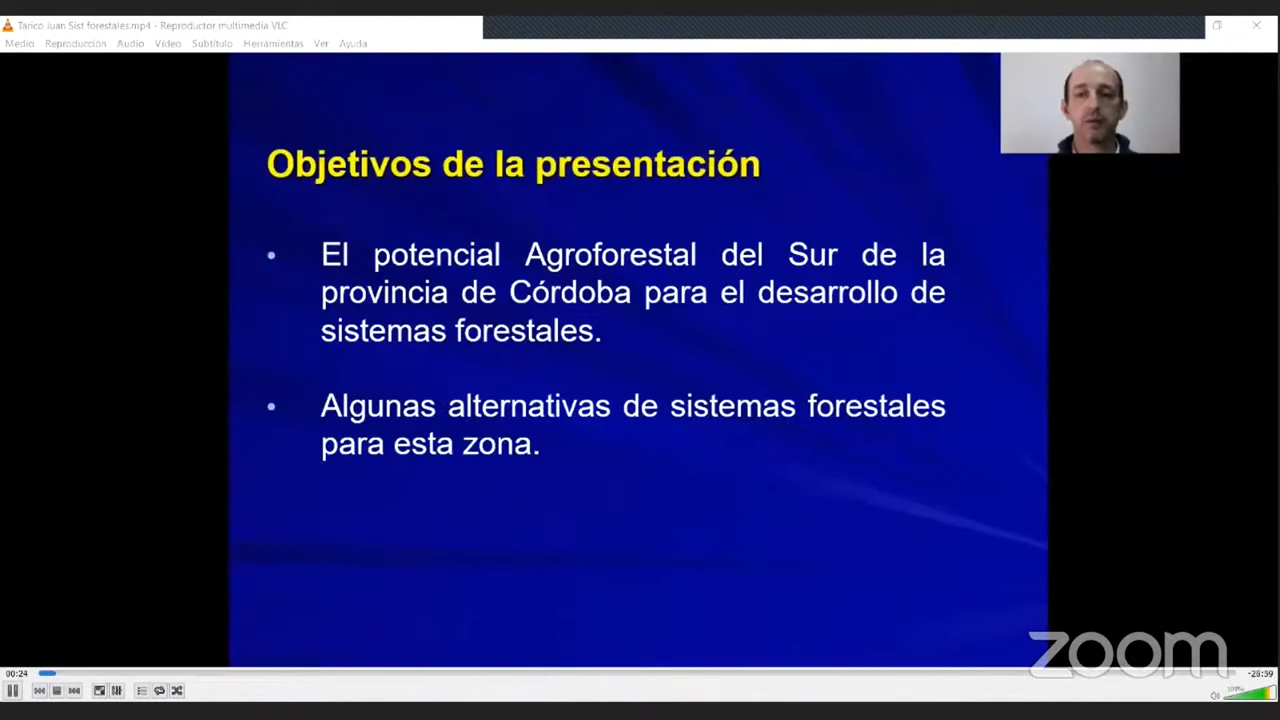 Tarico Juan Sist forestales.mp4 - Reproductor multimedia VLC
Medio Reproducción Audio Vídeo Subtítulo Herramientas Ver Ayuda
Objetivos de la presentación
• El potencial Agroforestal del Sur de la
provincia de Córdoba para el desarrollo de
sistemas forestales.
• Algunas alternativas de sistemas forestales
para esta zona.
zoom
00:24